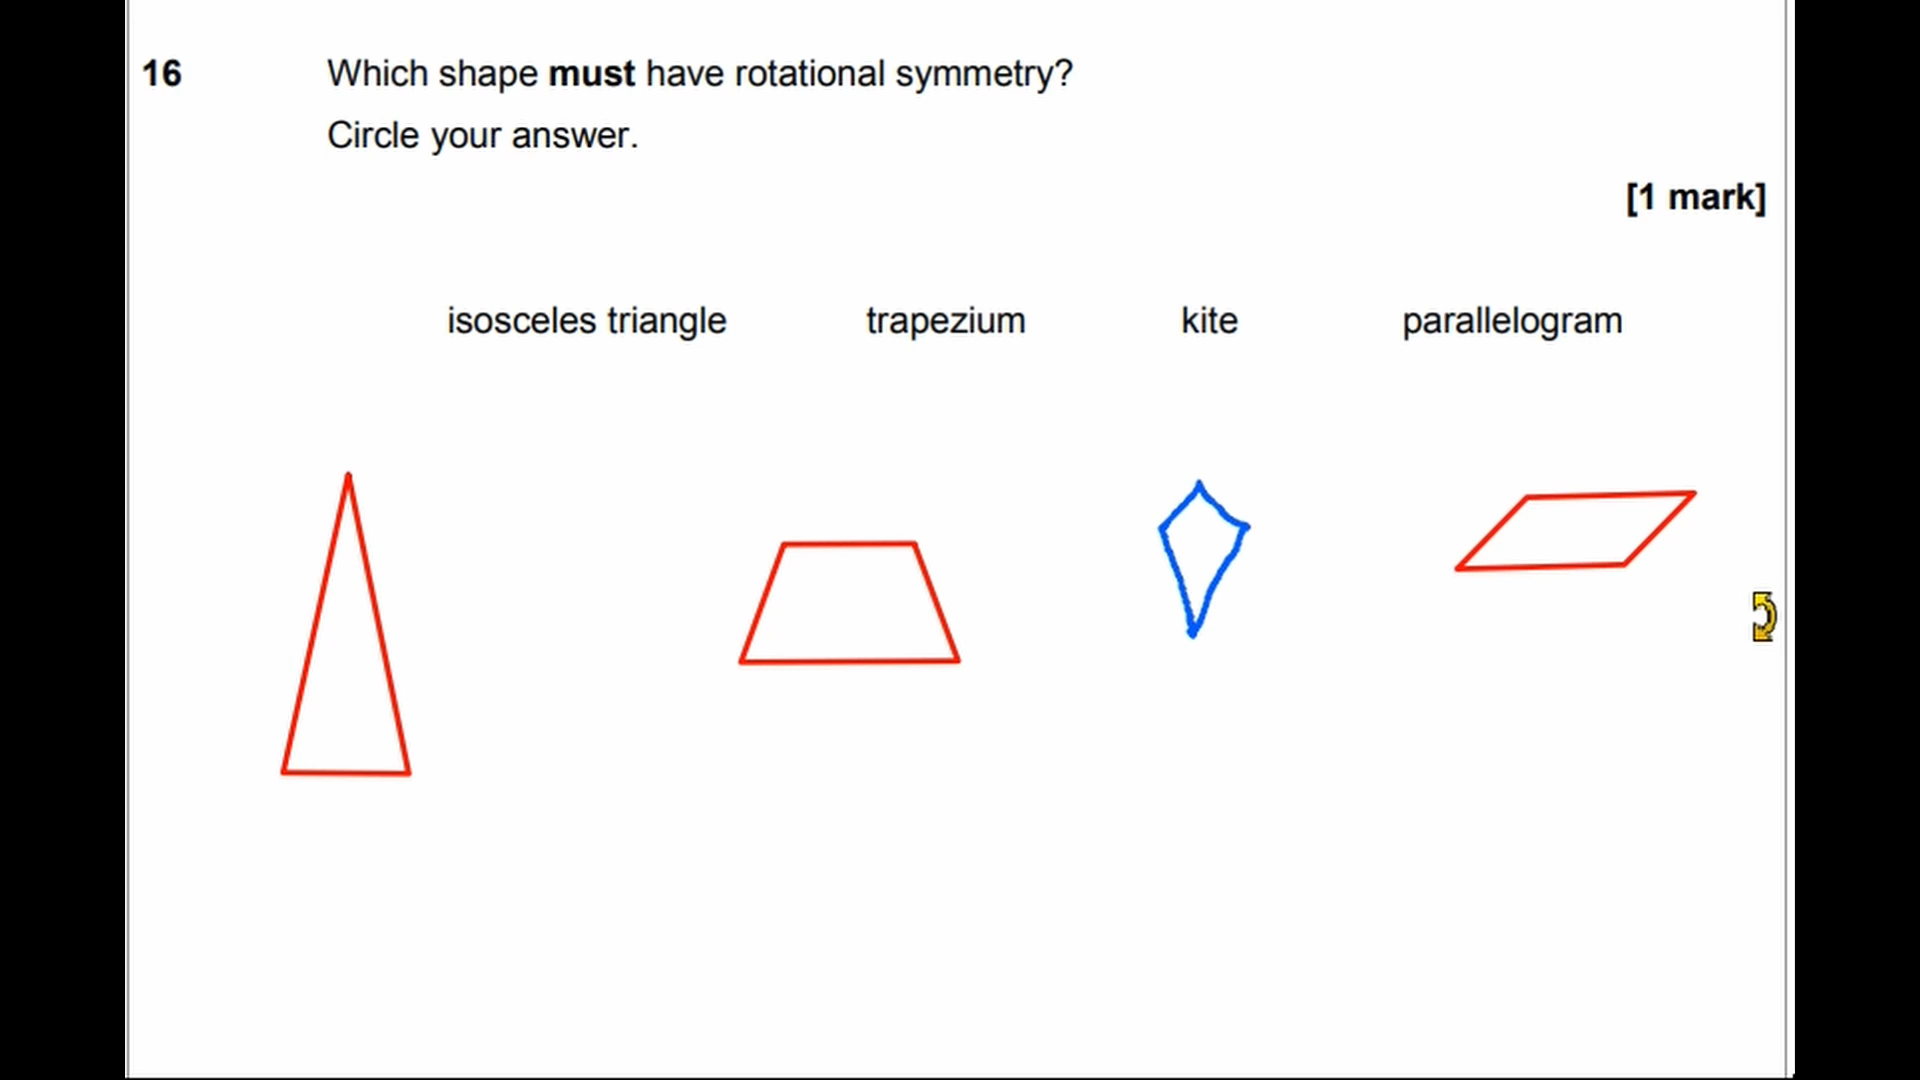 16 Which shape must have rotational symmetry?
Circle your answer.
[1 mark]
isosceles triangle trapezium kite parallelogram